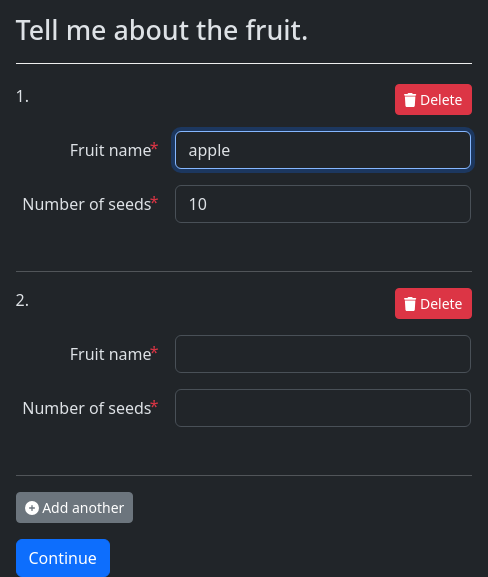 Tell me about the fruit.
1.
Delete
Fruit name*
apple
Number of seeds*
10
2.
Delete
Fruit name*
Number of seeds*
Add another
Continue